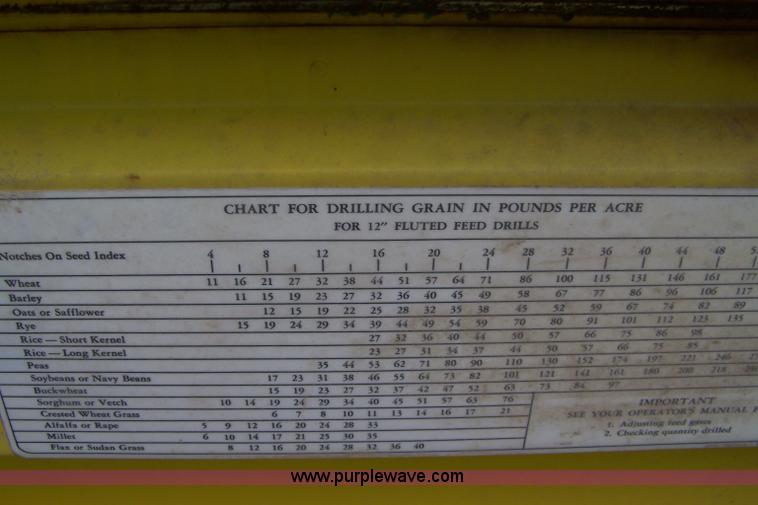 CHART FOR DRILLING GRAIN IN POUNDS PER ACRE
FOR 12" FLUTED FEED DRILLS
Notches On Seed Index 4 8 12 16 20 24 28 32 36 40 44 48
Wheat 11 16 21 27 32 38 44 51 57 64 71 86 100 115 131 146 161 177
Barley 11 15 19 23 27 32 36 40 45 49 58 67 77 86 96 106 117
Oats or Safflower 12 15 19 22 25 28 32 35 38 45 52 59 67 74 82 89
Rye 15 19 24 29 34 39 44 49 54 59 70 80 91 101 112 123 135
Rice — Short Kernel 27 32 36 40 44 50 57 66 75 86 98
Rice — Long Kernel 23 27 31 34 37 44 50 57 66 75 85
Peas 35 44 53 62 71 80 90 110 130 152 174 197 221 246
Soybeans or Navy Beans 17 23 31 38 46 55 64 73 82 101 121 141 161 180 200 218
Buckwheat 15 19 23 27 32 37 42 47 52 63 73 84 97
Sorghum or Vetch 10 14 19 24 29 34 40 45 51 57 63 76
Crested Wheat Grass 6 7 8 10 11 13 14 16 17 21
Alfalfa or Rape 5 9 12 16 20 24 28 33
Millet 6 10 14 17 21 25 30 35
Flax or Sudan Grass 8 12 16 20 24 28 32 36 40
IMPORTANT
SEE YOUR OPERATOR'S MANUAL
1. Adjusting feed gates
2. Checking quantity drilled
www.purplewave.com